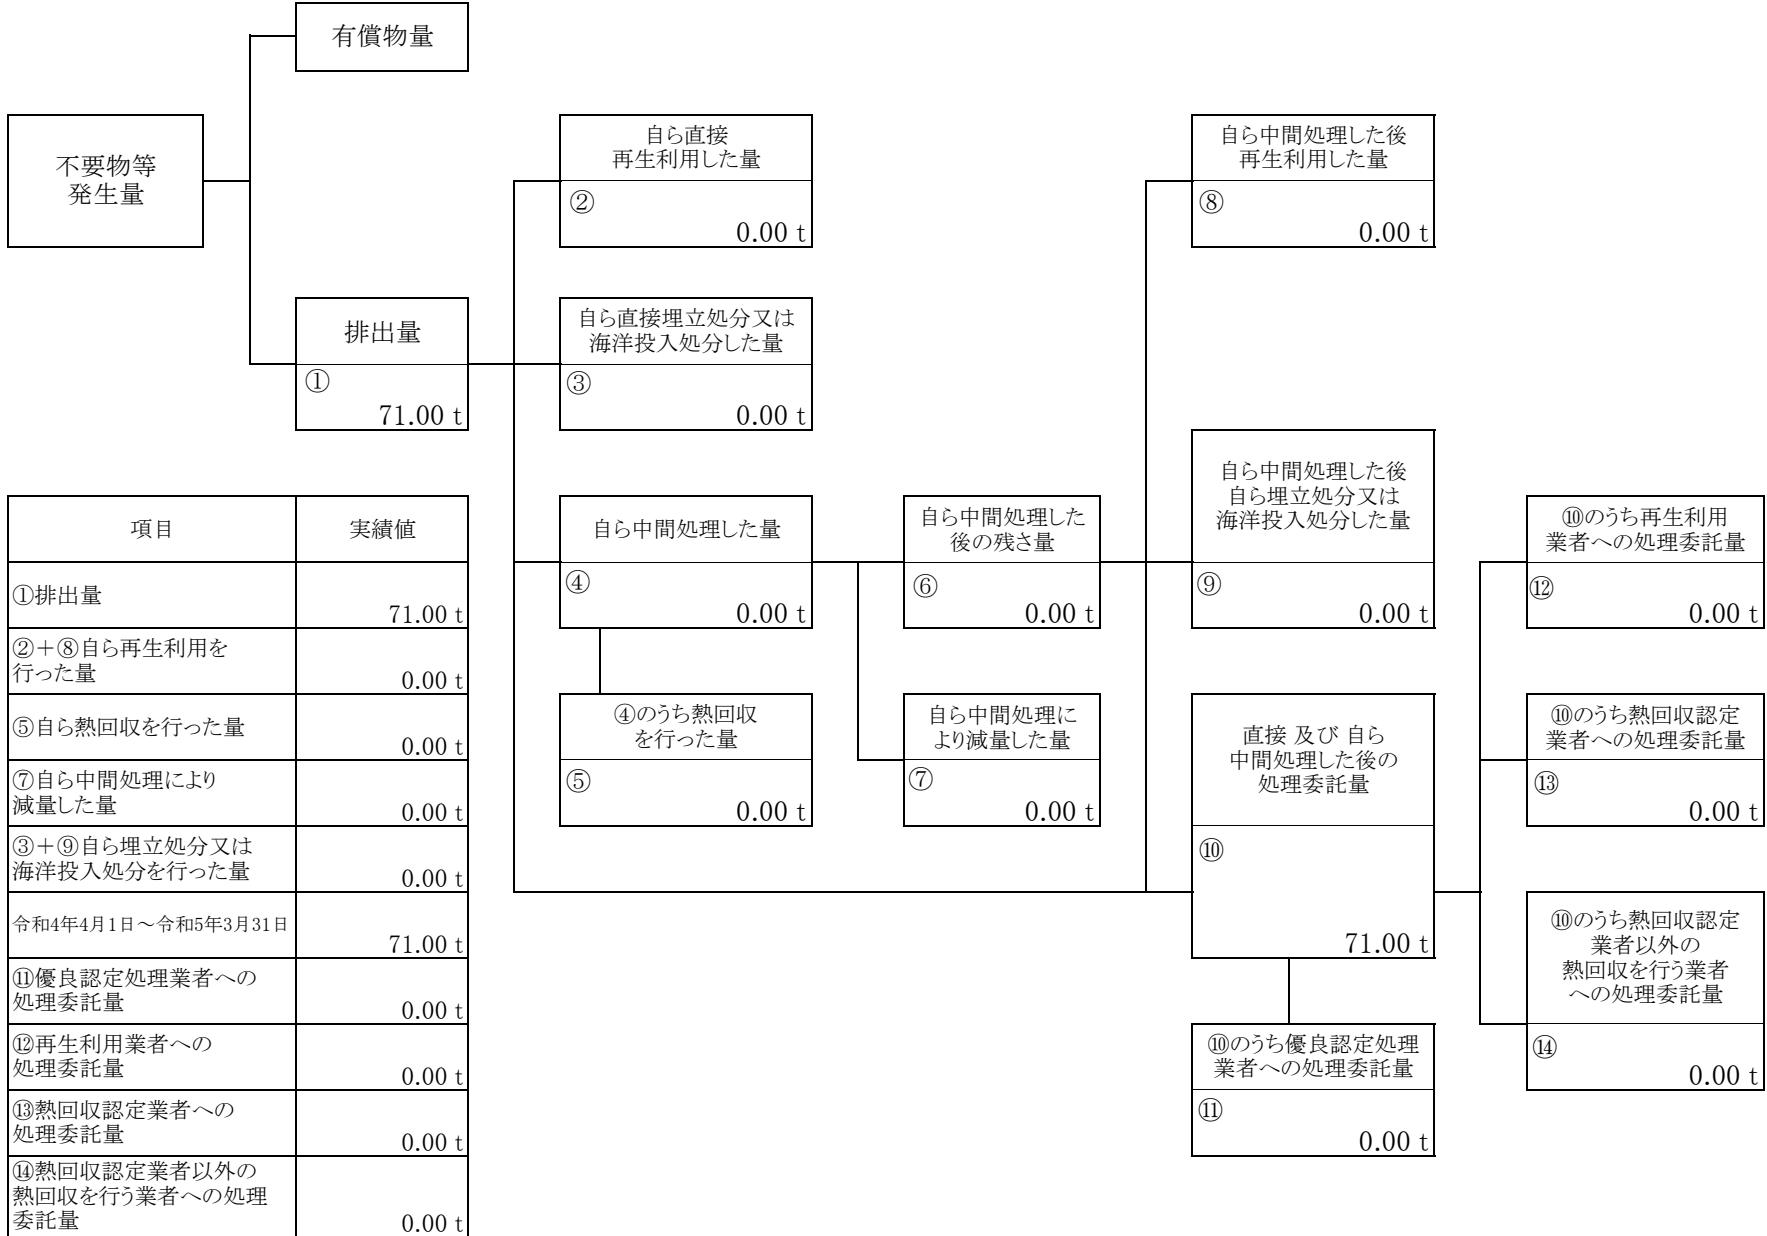 有償物量
不要物等
発生量
自ら直接
再生利用した量
②
0.00 t
自ら中間処理した後
再生利用した量
⑧
0.00 t
排出量
①
71.00 t
自ら直接埋立処分又は
海洋投入処分した量
③
0.00 t
自ら中間処理した量
④
0.00 t
自ら中間処理した
後の残さ量
⑥
0.00 t
自ら中間処理した後
自ら埋立処分又は
海洋投入処分した量
⑨
0.00 t
⑩のうち再生利用
業者への処理委託量
⑫
0.00 t
④のうち熱回収
を行った量
⑤
0.00 t
自ら中間処理に
より減量した量
⑦
0.00 t
直接 及び 自ら
中間処理した後の
処理委託量
⑩
71.00 t
⑩のうち熱回収認定
業者への処理委託量
⑬
0.00 t
⑩のうち熱回収認定
業者以外の
熱回収を行う業者
への処理委託量
⑭
0.00 t
⑩のうち優良認定処理
業者への処理委託量
⑪
0.00 t
項目
実績値
①排出量
71.00 t
②＋⑧自ら再生利用を
行った量
0.00 t
⑤自ら熱回収を行った量
0.00 t
⑦自ら中間処理により
減量した量
0.00 t
③＋⑨自ら埋立処分又は
海洋投入処分を行った量
0.00 t
令和4年4月1日～令和5年3月31日
71.00 t
⑪優良認定処理業者への
処理委託量
0.00 t
⑫再生利用業者への
処理委託量
0.00 t
⑬熱回収認定業者への
処理委託量
0.00 t
⑭熱回収認定業者以外の
熱回収を行う業者への処理
委託量
0.00 t